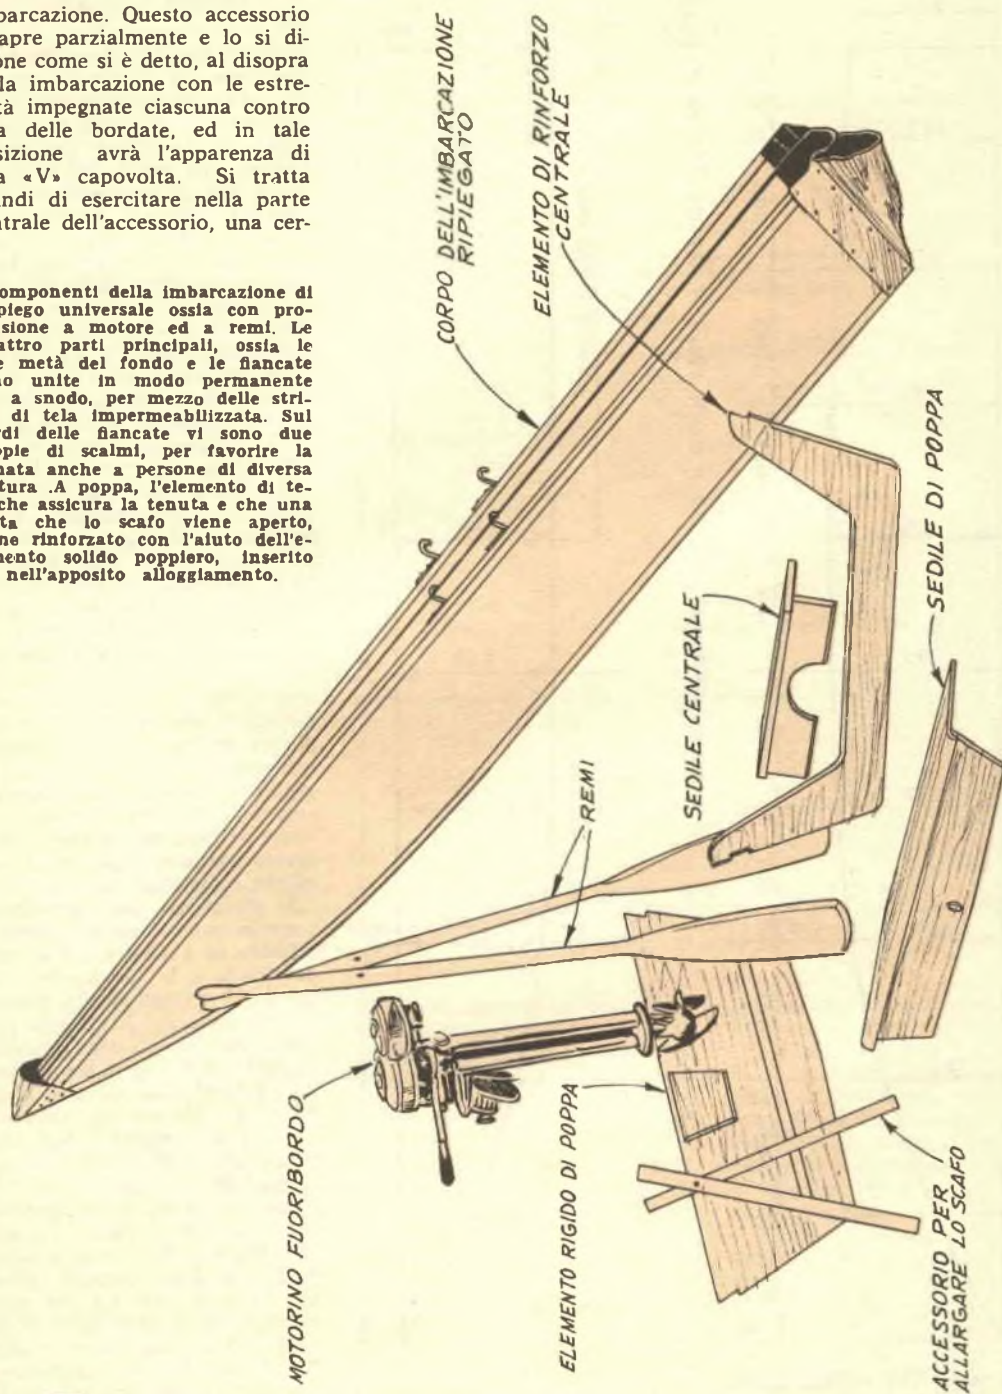 barcazione. Questo accessorio
apre parzialmente e lo si di-
one come si è detto, al disopra
la imbarcazione con le estre-
tà impegnate ciascuna contro
a delle bordate, ed in tale
sizione avrà l'apparenza di
a «V» capovolta. Si tratta
ndi di esercitare nella parte
trale dell'accessorio, una cer-
omponenti della imbarcazione di
piego universale ossia con pro-
sione a motore ed a remi. Le
attro parti principali, ossia le
e metà del fondo e le fiancate
no unite in modo permanente
a snodo, per mezzo delle stri-
di tela impermeabilizzata. Sul
rdi delle fiancate vi sono due
ppie di scalmi, per favorire la
mata anche a persone di diversa
tura .A poppa, l'elemento di te-
che assicura la tenuta e che una
ta che lo scafo viene aperto,
ne rinforzato con l'aiuto dell'e-
mento solido poppiero, inserito
nell'apposito alloggiamento.
CORPO DELL'IMBARCAZIONE
RIPIEGATO
ELEMENTO DI RINFORZO
CENTRALE
SEDILE DI POPPA
SEDILE CENTRALE
REMI
MOTORINO FUORIBORDO
ELEMENTO RIGIDO DI POPPA
ACCESSORIO PER
ALLARGARE LO SCAFO